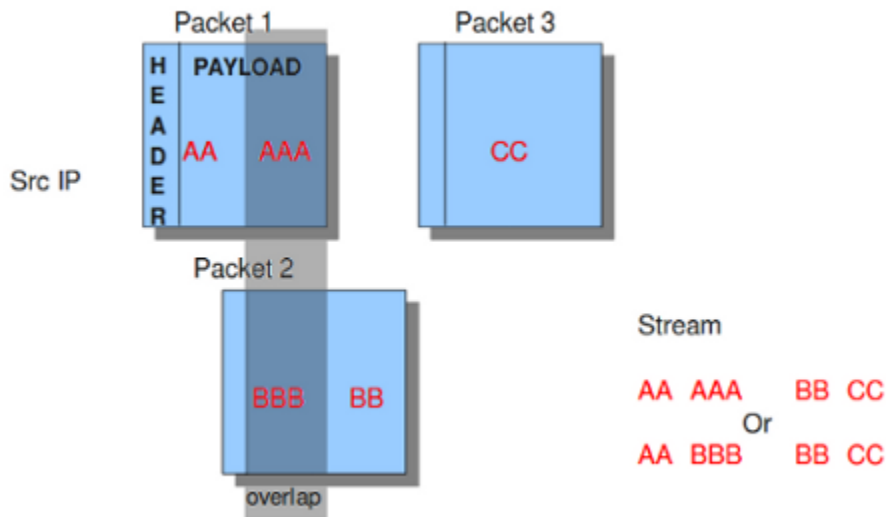 Packet 1
Packet 3
HEADER
PAYLOAD
AA AAA
CC
Src IP
Packet 2
BBB BB
overlap
Stream
AA AAA BB CC
Or
AA BBB BB CC